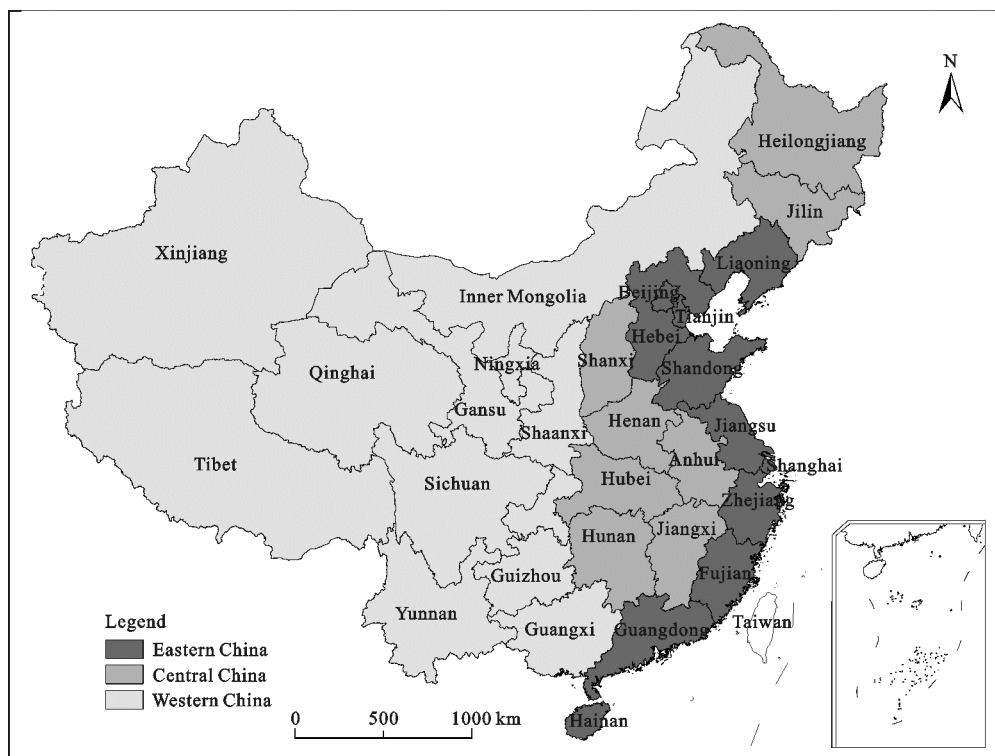 N
Heilongjiang
Jilin
Xinjiang
Liaoning
Inner Mongolia
Beijing
Tianjin
Hebei
Ningxia
Shanxi
Qinghai
Shandong
Gansu
Henan
Shaanxi
Jiangsu
Anhui
Shanghai
Tibet
Sichuan
Hubei
Zhejiang
Hunan
Jiangxi
Guizhou
Fujian
Yunnan
Guangxi
Guangdong
Taiwan
Hainan
Legend
Eastern China
Central China
Western China
0 500 1000 km